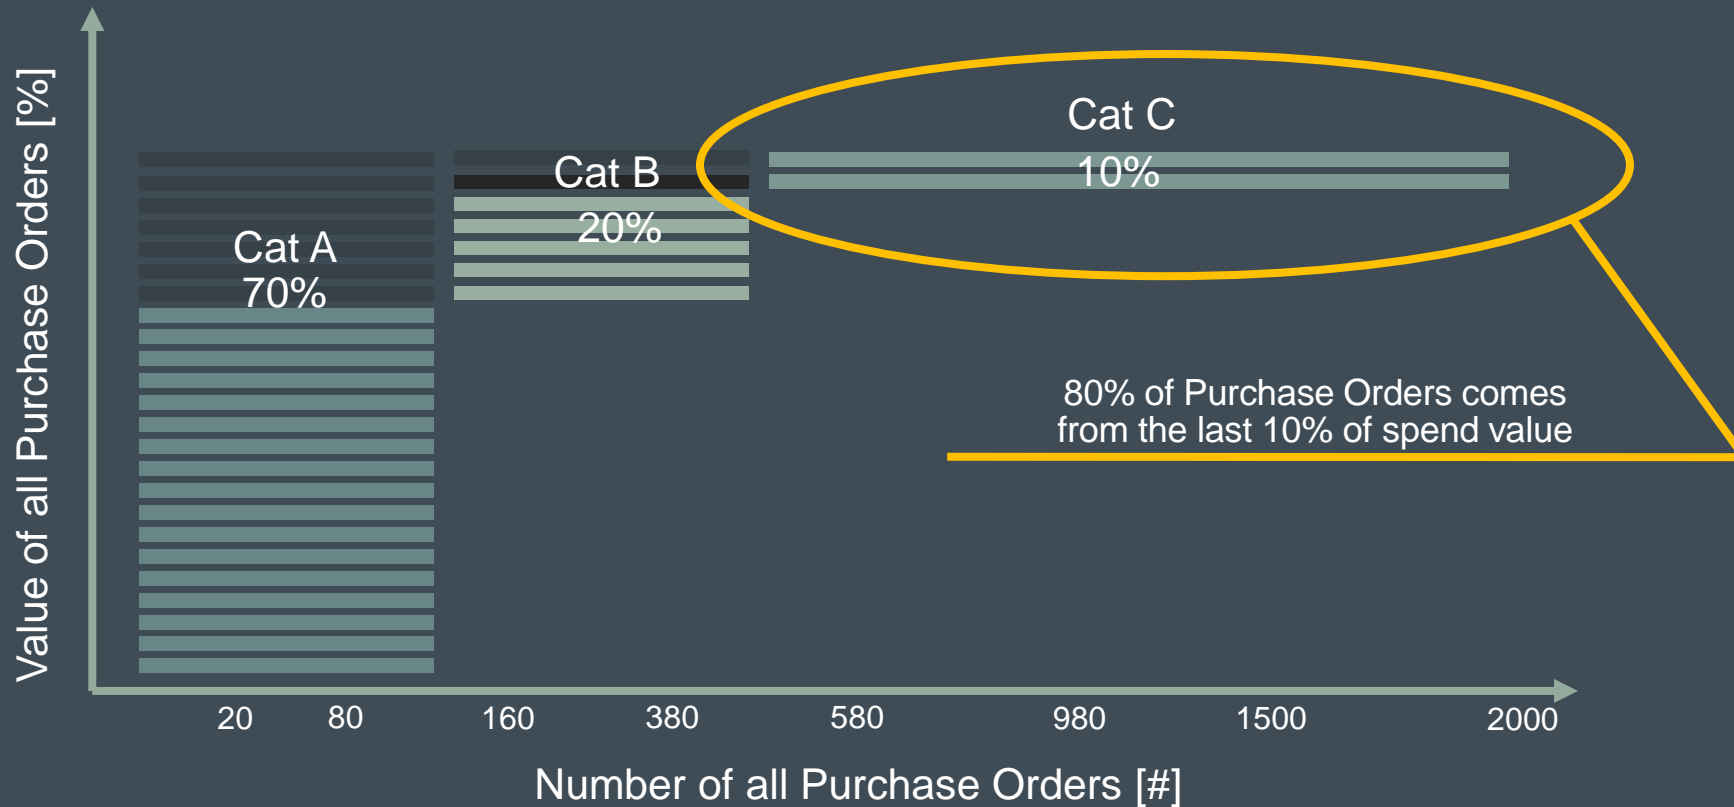 Value of all Purchase Orders [%]
Cat A
70%
Cat B
20%
Cat C
10%
80% of Purchase Orders comes
from the last 10% of spend value
20 80 160 380 580 980 1500 2000
Number of all Purchase Orders [#]